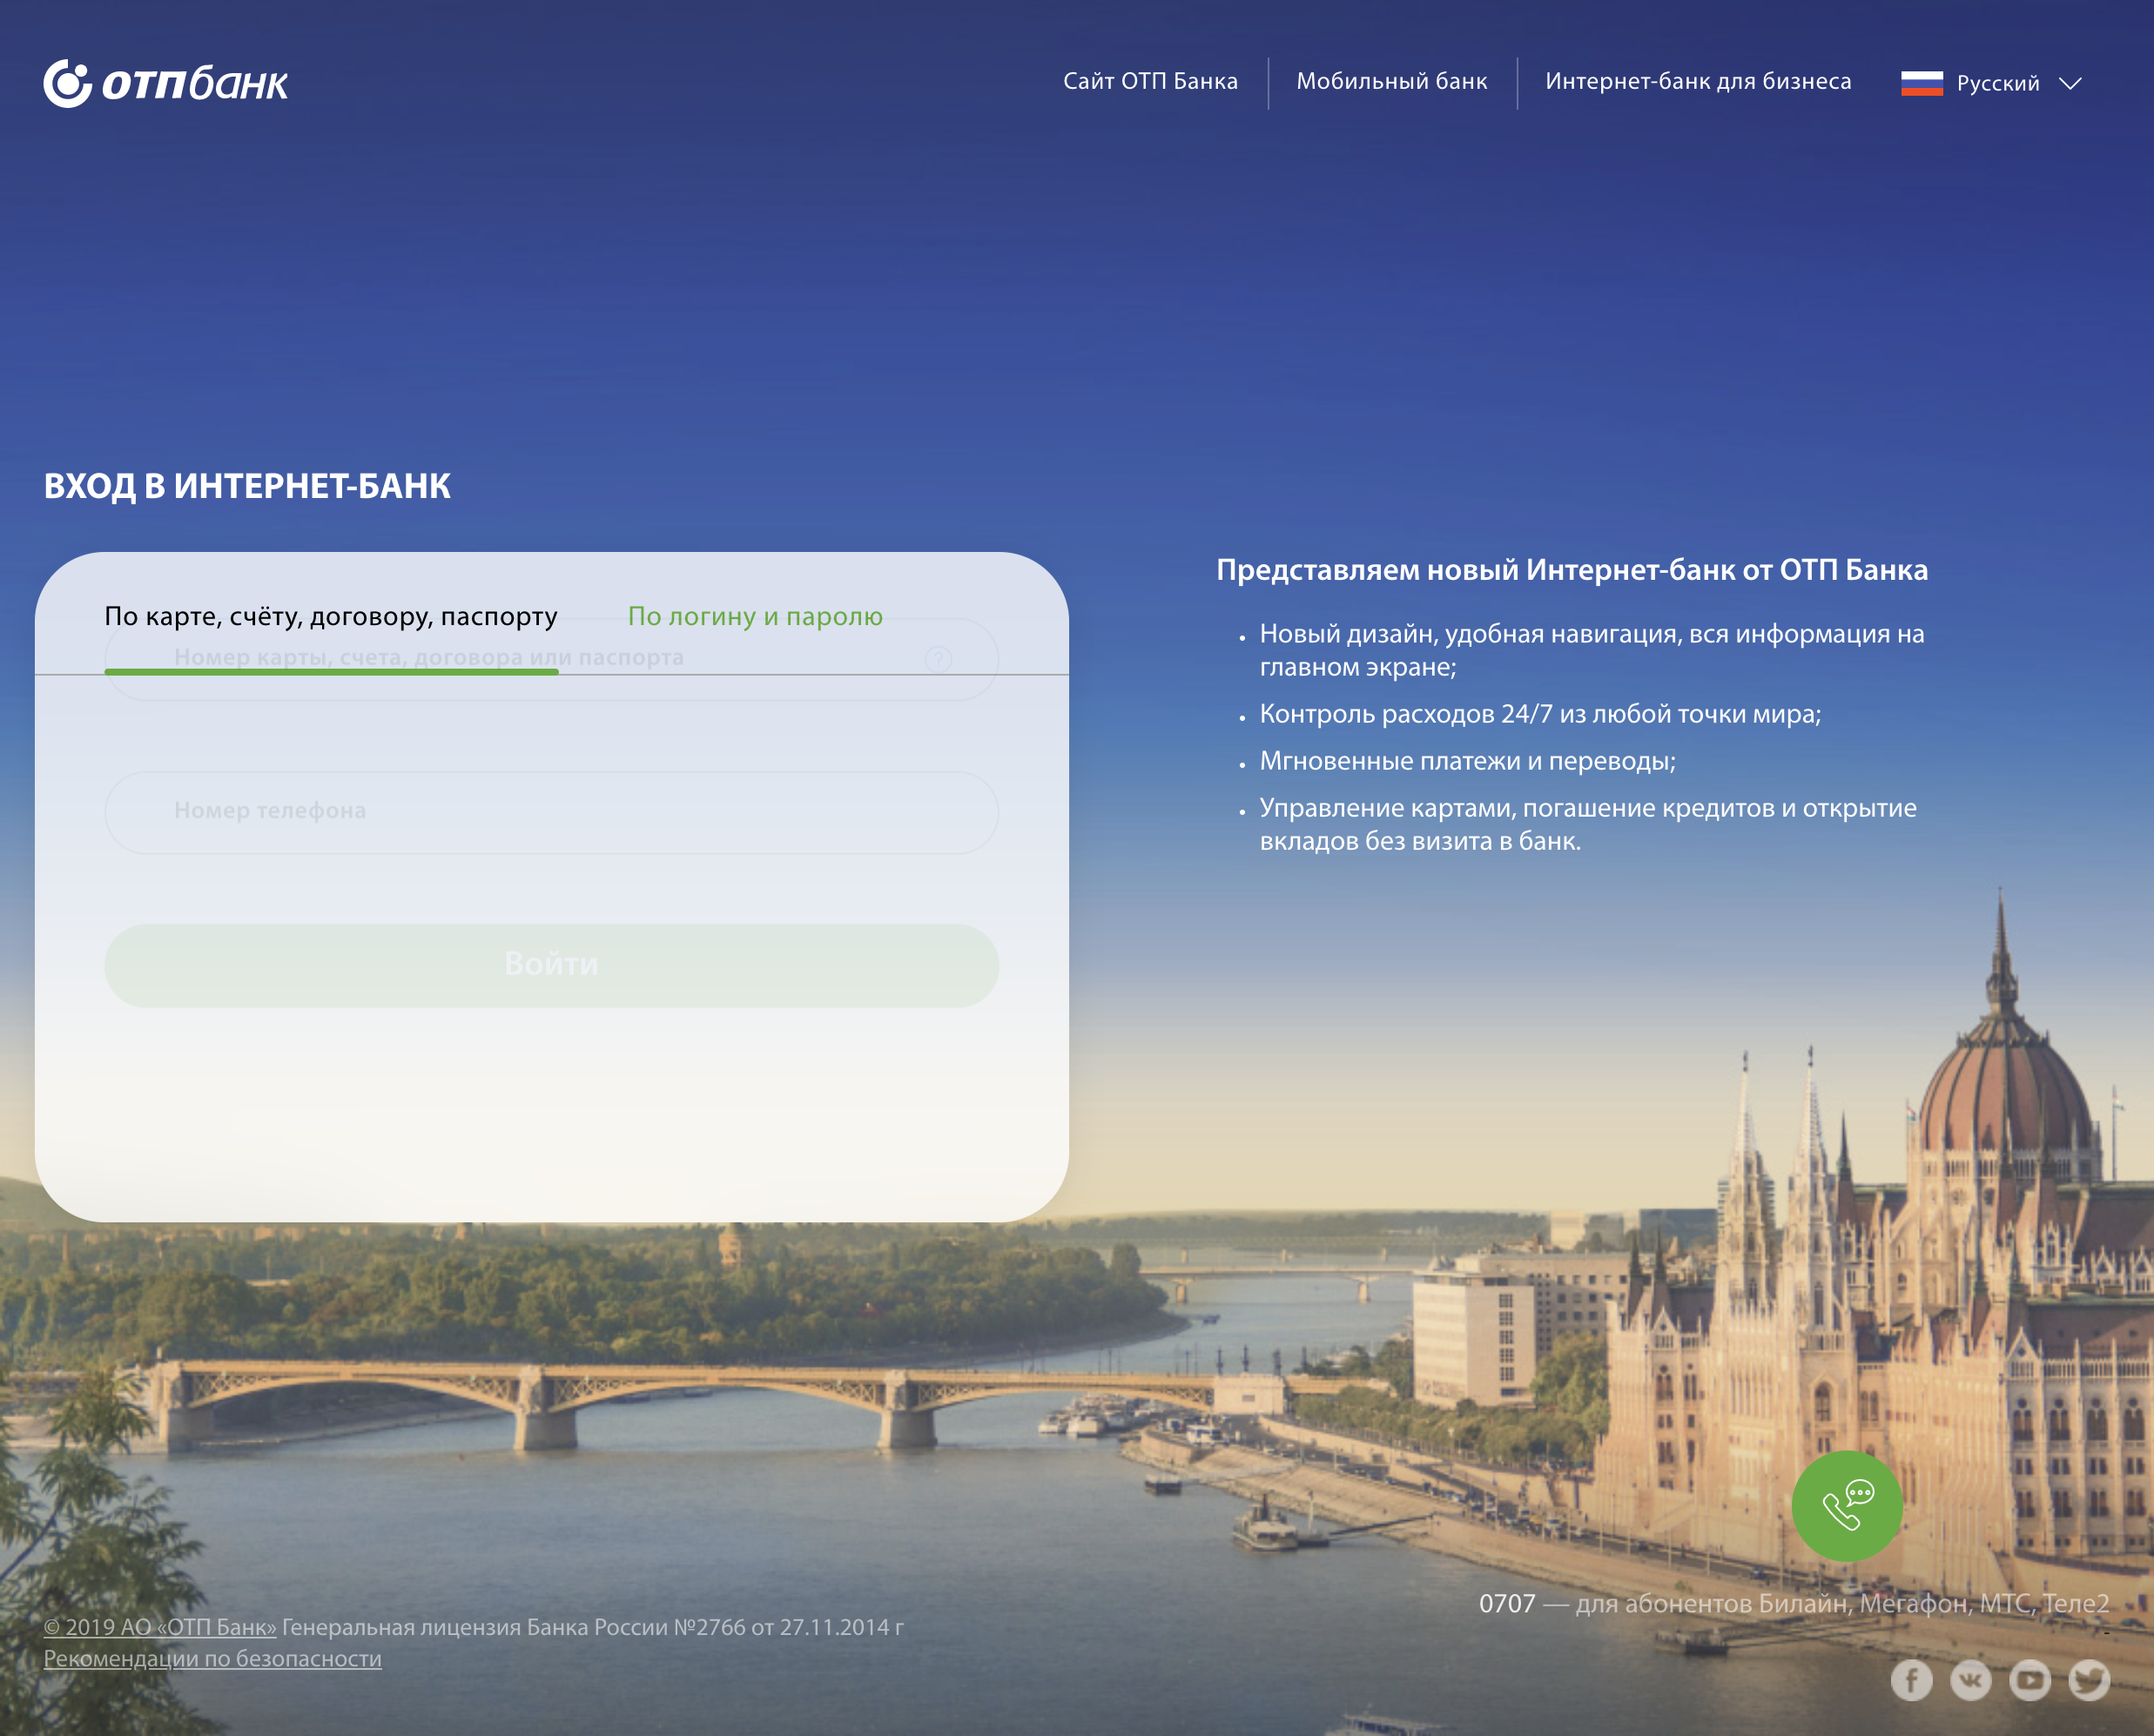 отпбанк
Сайт ОТП Банка
Мобильный банк
Интернет-банк для бизнеса
Русский
ВХОД В ИНТЕРНЕТ-БАНК
По карте, счёту, договору, паспорту
По логину и паролю
Номер карты, счета, договора или паспорта
?
Номер телефона
Войти
Представляем новый Интернет-банк от ОТП Банка
• Новый дизайн, удобная навигация, вся информация на
главном экране;
• Контроль расходов 24/7 из любой точки мира;
• Мгновенные платежи и переводы;
• Управление картами, погашение кредитов и открытие
вкладов без визита в банк.
0707 — для абонентов Билайн, Мегафон, МТС, Теле2
-
© 2019 АО «ОТП Банк» Генеральная лицензия Банка России №2766 от 27.11.2014 г
Рекомендации по безопасности